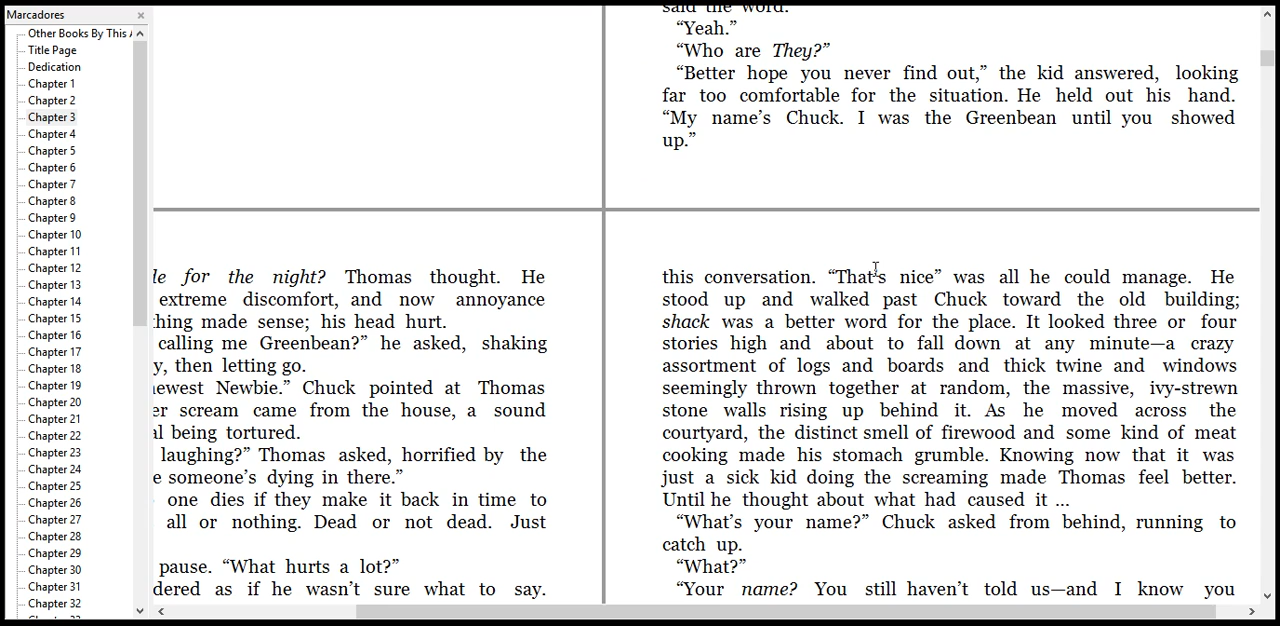 Marcadores
Other Books By This
Title Page
Dedication
Chapter 1
Chapter 2
Chapter 3
Chapter 4
Chapter 5
Chapter 6
Chapter 7
Chapter 8
Chapter 9
Chapter 10
Chapter 11
Chapter 12
Chapter 13
Chapter 14
Chapter 15
Chapter 16
Chapter 17
Chapter 18
Chapter 19
Chapter 20
Chapter 21
Chapter 22
Chapter 23
Chapter 24
Chapter 25
Chapter 26
Chapter 27
Chapter 28
Chapter 29
Chapter 30
Chapter 31
Chapter 32
said the word.
“Yeah.”
“Who are They?”
“Better hope you never find out,” the kid answered, looking
far too comfortable for the situation. He held out his hand.
“My name’s Chuck. I was the Greenbean until you showed
up.”
for the night? Thomas thought. He
extreme discomfort, and now annoyance
made sense; his head hurt.
calling me Greenbean?” he asked, shaking
then letting go.
Newbie.” Chuck pointed at Thomas
scream came from the house, a sound
being tortured.
laughing?” Thomas asked, horrified by the
someone’s dying in there.”
one dies if they make it back in time to
all or nothing. Dead or not dead. Just
pause. “What hurts a lot?”
as if he wasn’t sure what to say.
this conversation. “That’s nice” was all he could manage. He
stood up and walked past Chuck toward the old building;
shack was a better word for the place. It looked three or four
stories high and about to fall down at any minute—a crazy
assortment of logs and boards and thick twine and windows
seemingly thrown together at random, the massive, ivy-strewn
stone walls rising up behind it. As he moved across the
courtyard, the distinct smell of firewood and some kind of meat
cooking made his stomach grumble. Knowing now that it was
just a sick kid doing the screaming made Thomas feel better.
Until he thought about what had caused it …
“What’s your name?” Chuck asked from behind, running to
catch up.
“What?”
“Your name? You still haven’t told us—and I know you